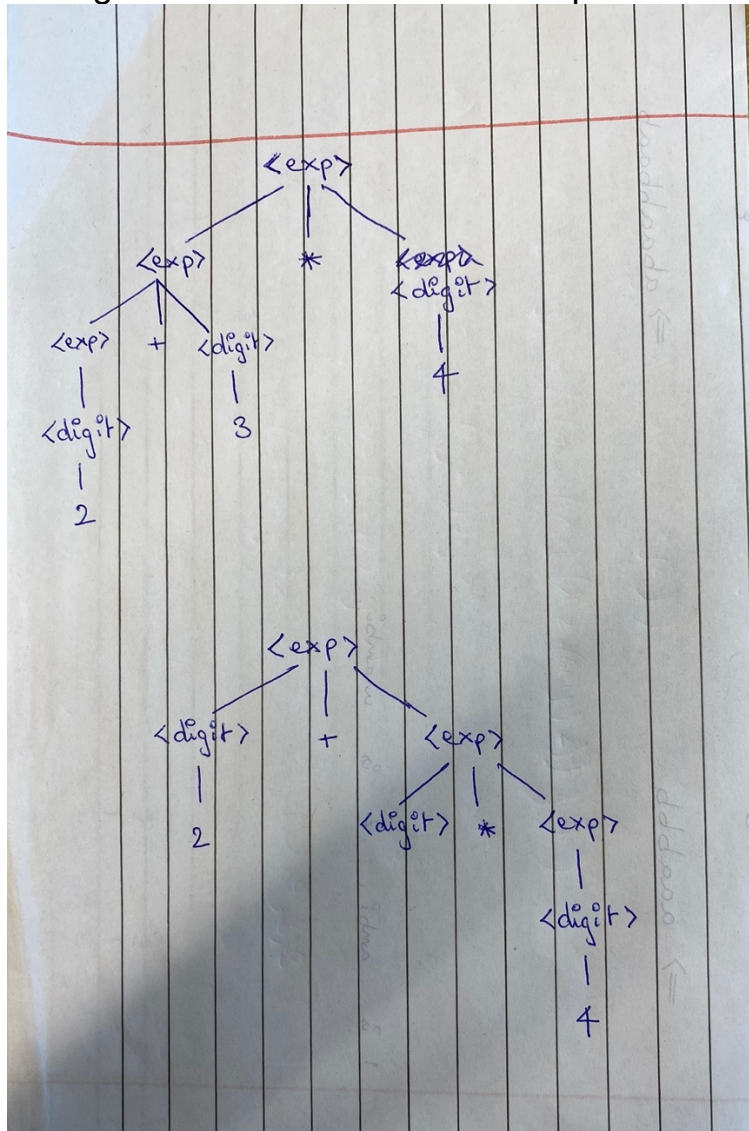 <exp>
<exp> * <digit>
<exp> + <digit> 4
<digit> 3
2
<exp>
<digit> + <exp>
2 <digit> * <exp>
<digit>
4